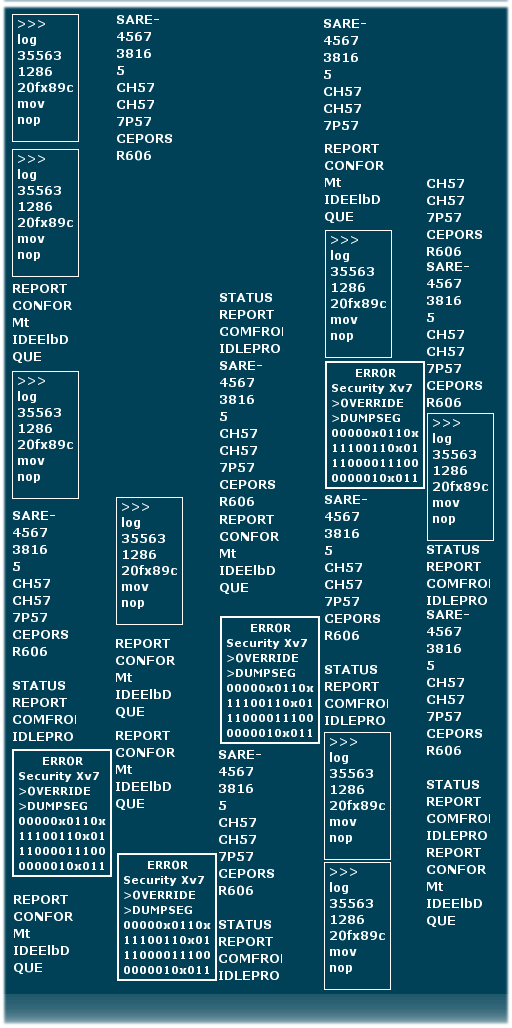 >>>
log
35563
1286
20fx89c
mov
nop
>>>
log
35563
1286
20fx89c
mov
nop
REPORT
CONFOR
Mt
IDEElbD
QUE
>>>
log
35563
1286
20fx89c
mov
nop
SARE-
4567
3816
5
CH57
CH57
7P57
CEPORS
R606
STATUS
REPORT
COMFROI
IDLEPRO
ERROR
Security Xv7
>OVERRIDE
>DUMPSEG
00000x0110x
11100110x01
11000011100
0000010x011
REPORT
CONFOR
Mt
IDEElbD
QUE
SARE-
4567
3816
5
CH57
CH57
7P57
CEPORS
R606
>>>
log
35563
1286
20fx89c
mov
nop
REPORT
CONFOR
Mt
IDEElbD
QUE
REPORT
CONFOR
Mt
IDEElbD
QUE
ERROR
Security Xv7
>OVERRIDE
>DUMPSEG
00000x0110x
11100110x01
11000011100
0000010x011
STATUS
REPORT
COMFROI
IDLEPRO
SARE-
4567
3816
5
CH57
CH57
7P57
CEPORS
R606
REPORT
CONFOR
Mt
IDEElbD
QUE
ERROR
Security Xv7
>OVERRIDE
>DUMPSEG
00000x0110x
11100110x01
11000011100
0000010x011
SARE-
4567
3816
5
CH57
CH57
7P57
CEPORS
R606
STATUS
REPORT
COMFROI
IDLEPRO
SARE-
4567
3816
5
CH57
CH57
7P57
REPORT
CONFOR
Mt
IDEElbD
QUE
>>>
log
35563
1286
20fx89c
mov
nop
ERROR
Security Xv7
>OVERRIDE
>DUMPSEG
00000x0110x
11100110x01
11000011100
0000010x011
SARE-
4567
3816
5
CH57
CH57
7P57
CEPORS
R606
STATUS
REPORT
COMFROI
IDLEPRO
>>>
log
35563
1286
20fx89c
mov
nop
>>>
log
35563
1286
20fx89c
mov
nop
CH57
CH57
7P57
CEPORS
R606
SARE-
4567
3816
5
CH57
CH57
7P57
CEPORS
R606
>>>
log
35563
1286
20fx89c
mov
nop
STATUS
REPORT
COMFROI
IDLEPRO
SARE-
4567
3816
5
CH57
CH57
7P57
CEPORS
R606
STATUS
REPORT
COMFROI
IDLEPRO
REPORT
CONFOR
Mt
IDEElbD
QUE